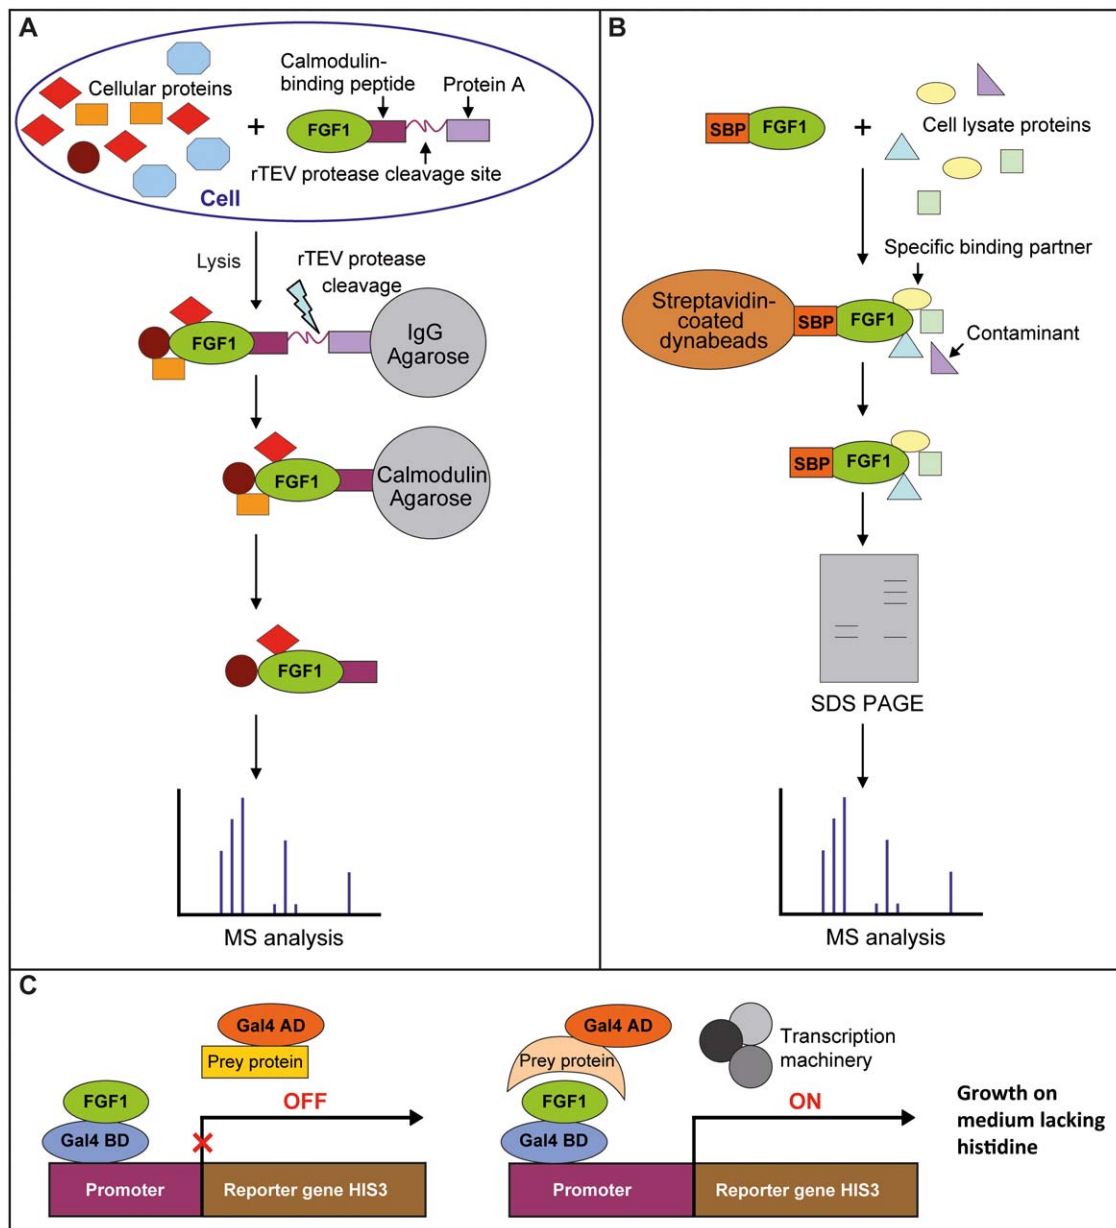 A
Cellular proteins
Calmodulin-
binding peptide
Protein A
+
FGF1
rTEV protease cleavage site
Cell
Lysis
rTEV protease
cleavage
FGF1
IgG
Agarose
FGF1
Calmodulin
Agarose
FGF1
MS analysis
B
SBP
FGF1
+
Cell lysate proteins
Specific binding partner
Streptavidin-
coated
dynabeads
SBP
FGF1
Contaminant
SBP
FGF1
SDS PAGE
MS analysis
C
Gal4 AD
Prey protein
FGF1
OFF
Gal4 BD
Promoter
Reporter gene HIS3
Gal4 AD
Prey protein
Transcription
machinery
FGF1
ON
Gal4 BD
Promoter
Reporter gene HIS3
Growth on
medium lacking
histidine